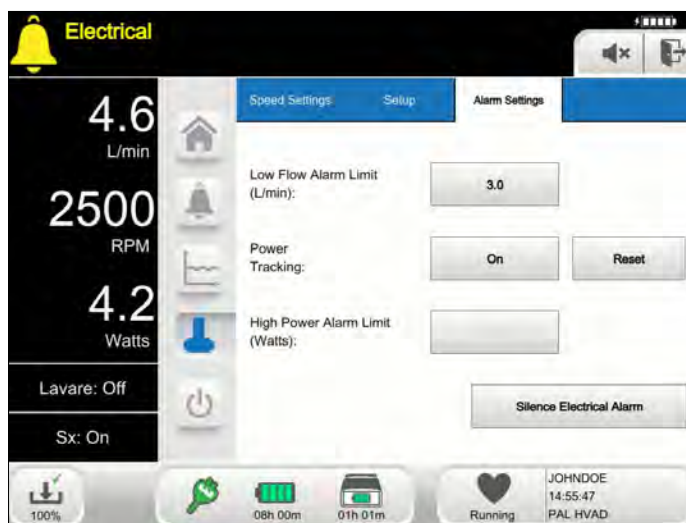 Electrical
4.6
L/min
2500
RPM
4.2
Watts
Lavare: Off
Sx: On
Speed Settings Setup Alarm Settings
Low Flow Alarm Limit
(L/min):
3.0
Power
Tracking:
On Reset
High Power Alarm Limit
(Watts):
Silence Electrical Alarm
100%
08h 00m
01h 01m
Running
JOHNDOE
14:55:47
PAL HVAD